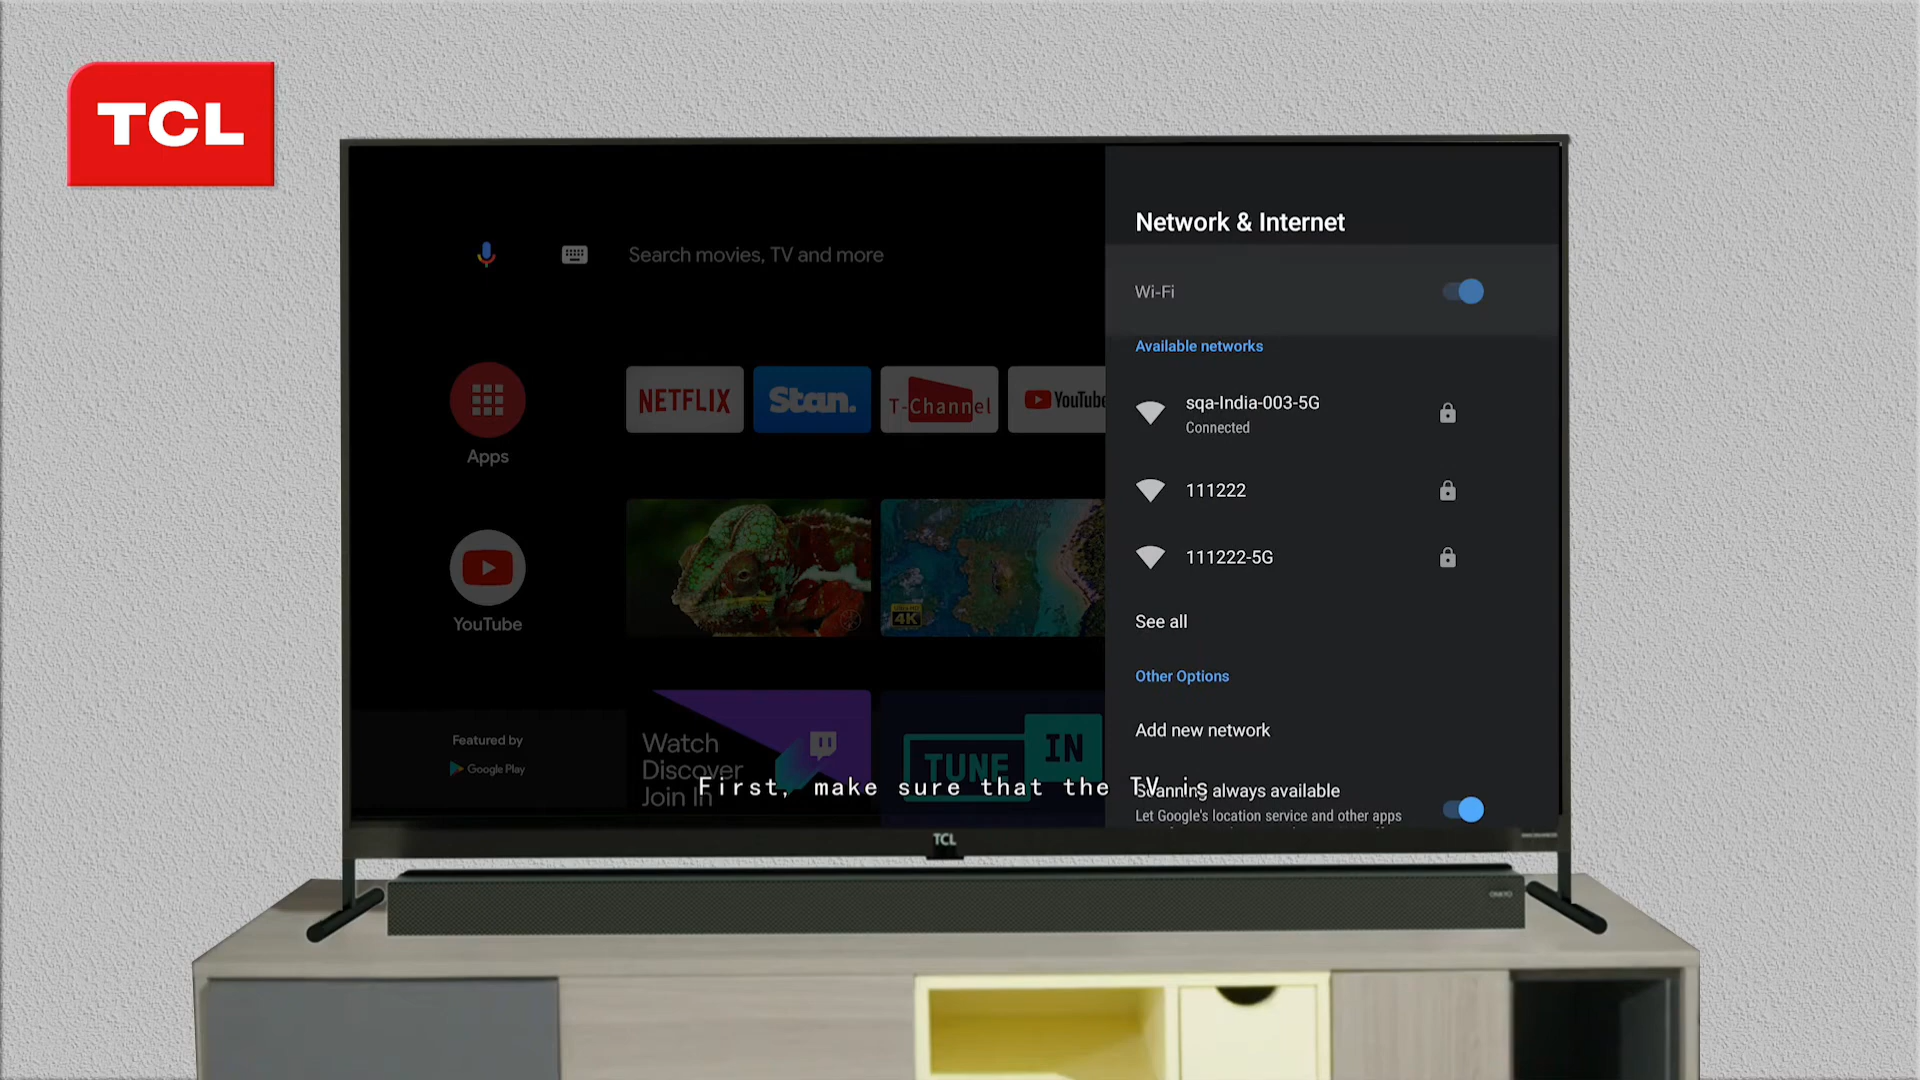 TCL
Search movies, TV and more
Apps
NETFLIX
Stan.
T-Channel
YouTube
YouTube
4K
Featured by
Google Play
Watch
Discover
Join In
TUNE IN
Network & Internet
Wi-Fi
Available networks
sqa-India-003-5G
Connected
111222
111222-5G
See all
Other Options
Add new network
Scanning always available
Let Google's location service and other apps
First, make sure that the TV is
TCL
ONKYO